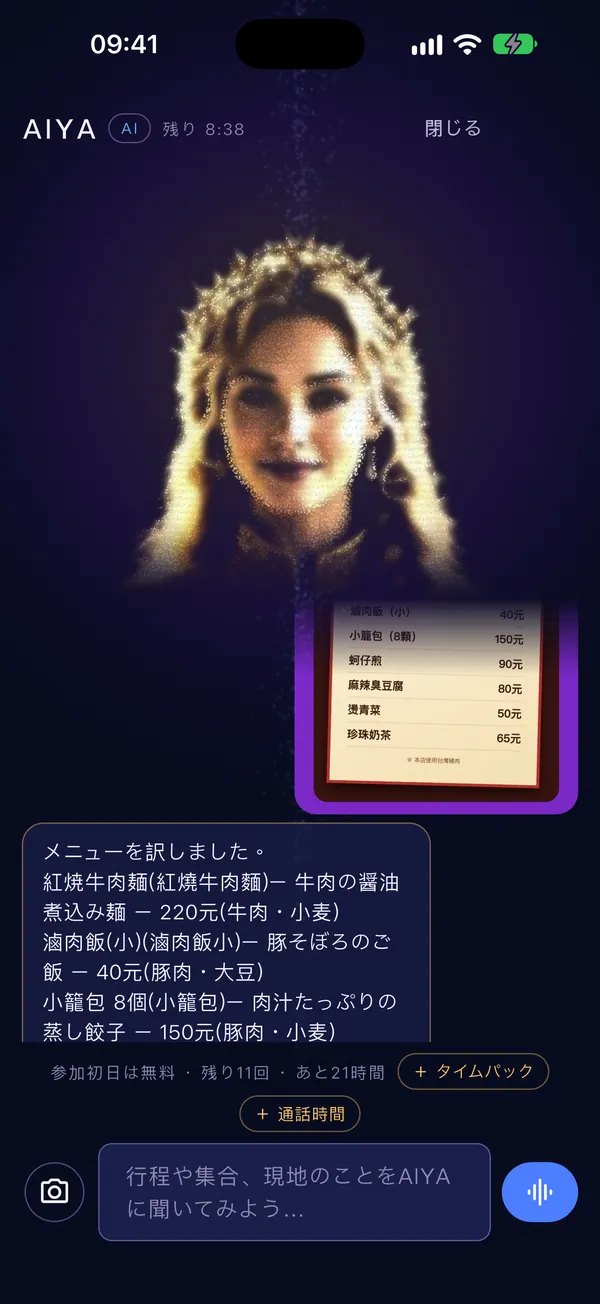 09:41
AIYA AI 残り 8:38 閉じる
滷肉飯（小） 40元
小籠包（8顆） 150元
蚵仔煎 90元
麻辣臭豆腐 80元
燙青菜 50元
珍珠奶茶 65元
※ 本店使用台灣豬肉
メニューを訳しました。
紅焼牛肉麺(紅燒牛肉麵)— 牛肉の醤油
煮込み麺 — 220元(牛肉・小麦)
滷肉飯(小)(滷肉飯小)— 豚そぼろのご
飯 — 40元(豚肉・大豆)
小籠包 8個(小籠包)— 肉汁たっぷりの
蒸し餃子 — 150元(豚肉・小麦)
参加初日は無料 · 残り11回 · あと21時間 + タイムパック
+ 通話時間
行程や集合、現地のことをAIYA
に聞いてみよう...